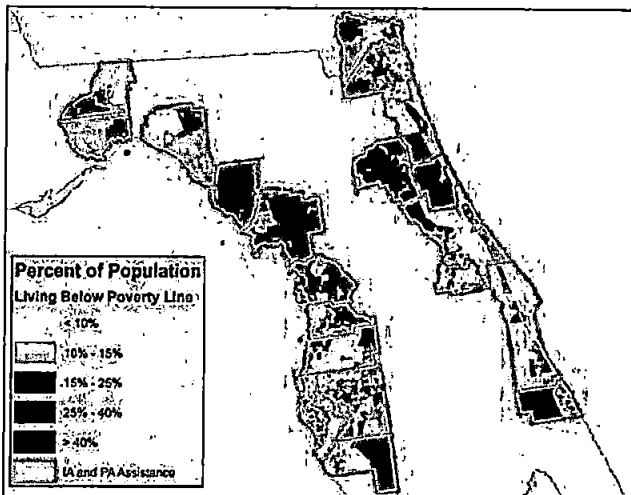 Percent of Population
Living Below Poverty Line
< 10%
10% - 15%
15% - 25%
25% - 40%
> 40%
IA and PA Assistance